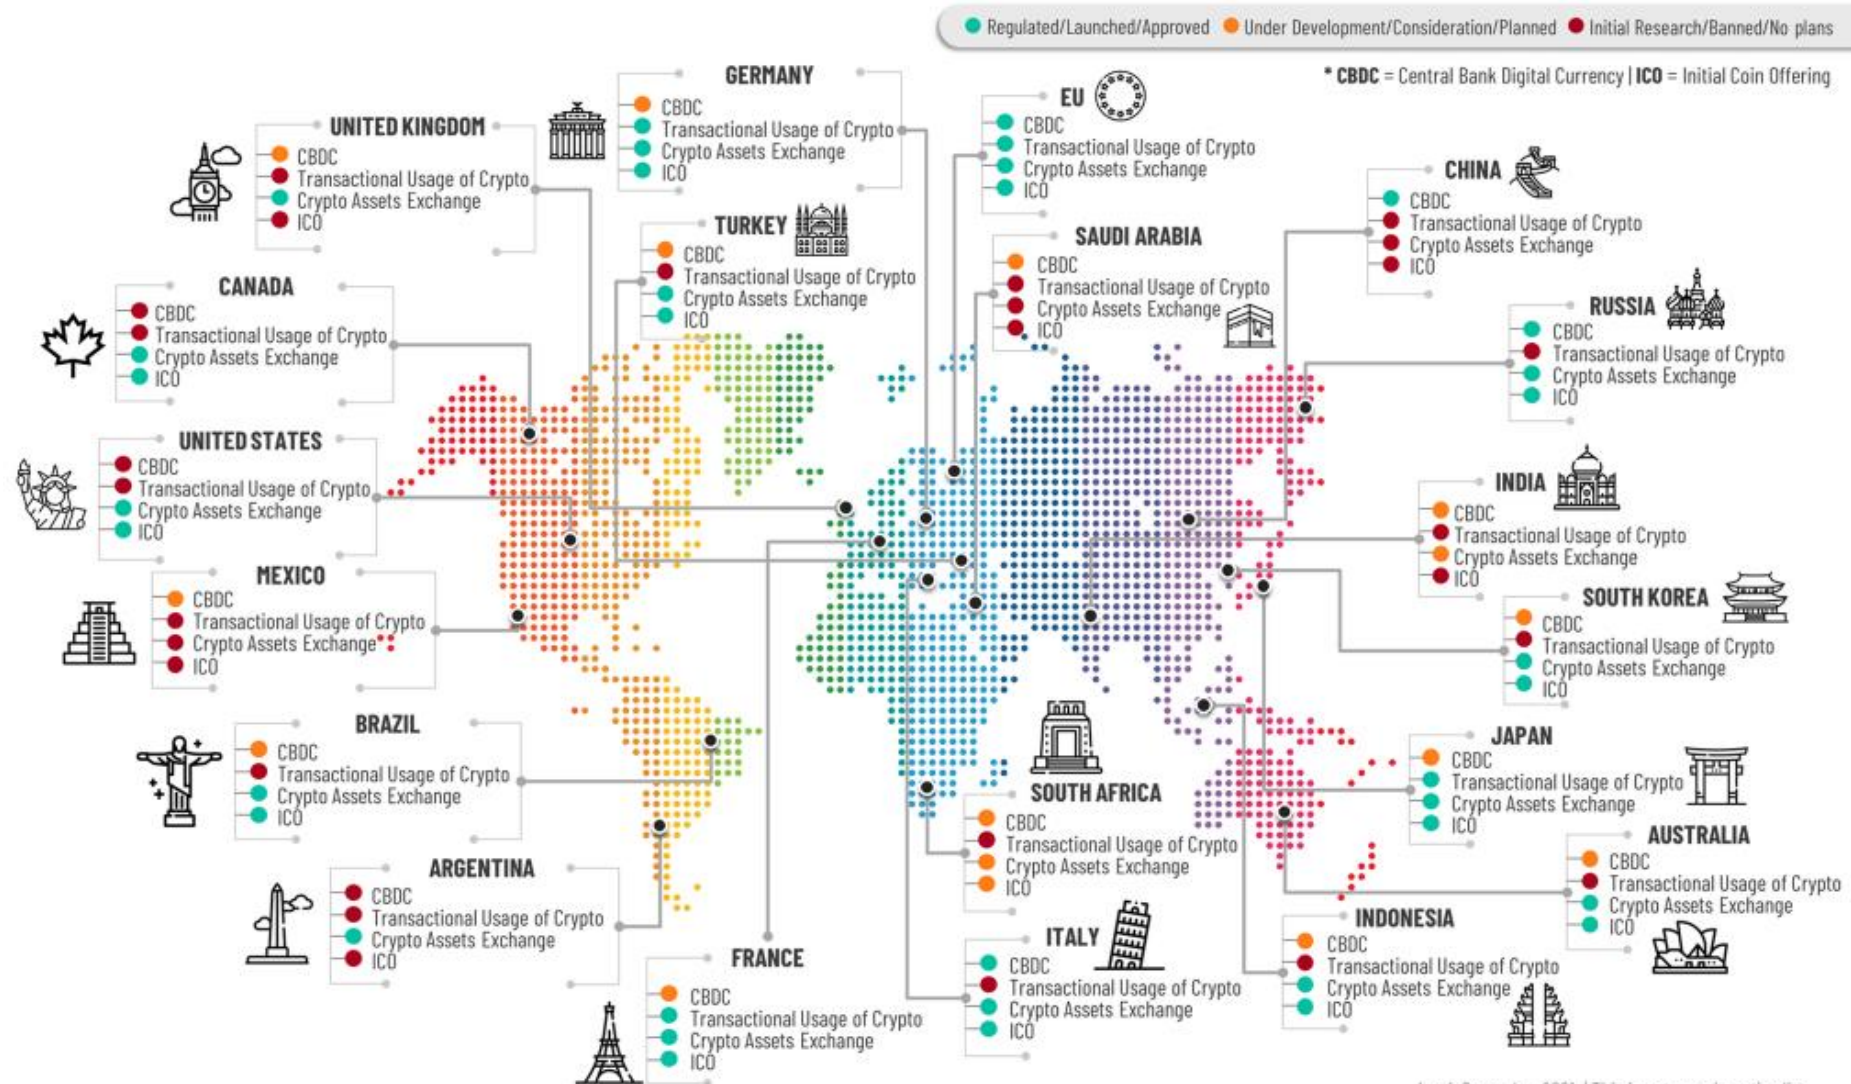 Regulated/Launched/Approved Under Development/Consideration/Planned Initial Research/Banned/No plans
* CBDC = Central Bank Digital Currency | ICO = Initial Coin Offering
GERMANY
CBDC
Transactional Usage of Crypto
Crypto Assets Exchange
ICO
EU
CBDC
Transactional Usage of Crypto
Crypto Assets Exchange
ICO
UNITED KINGDOM
CBDC
Transactional Usage of Crypto
Crypto Assets Exchange
ICO
CHINA
CBDC
Transactional Usage of Crypto
Crypto Assets Exchange
ICO
TURKEY
CBDC
Transactional Usage of Crypto
Crypto Assets Exchange
ICO
SAUDI ARABIA
CBDC
Transactional Usage of Crypto
Crypto Assets Exchange
ICO
CANADA
CBDC
Transactional Usage of Crypto
Crypto Assets Exchange
ICO
RUSSIA
CBDC
Transactional Usage of Crypto
Crypto Assets Exchange
ICO
UNITED STATES
CBDC
Transactional Usage of Crypto
Crypto Assets Exchange
ICO
INDIA
CBDC
Transactional Usage of Crypto
Crypto Assets Exchange
ICO
MEXICO
CBDC
Transactional Usage of Crypto
Crypto Assets Exchange
ICO
SOUTH KOREA
CBDC
Transactional Usage of Crypto
Crypto Assets Exchange
ICO
BRAZIL
CBDC
Transactional Usage of Crypto
Crypto Assets Exchange
ICO
JAPAN
CBDC
Transactional Usage of Crypto
Crypto Assets Exchange
ICO
SOUTH AFRICA
CBDC
Transactional Usage of Crypto
Crypto Assets Exchange
ICO
AUSTRALIA
CBDC
Transactional Usage of Crypto
Crypto Assets Exchange
ICO
ARGENTINA
CBDC
Transactional Usage of Crypto
Crypto Assets Exchange
ICO
INDONESIA
CBDC
Transactional Usage of Crypto
Crypto Assets Exchange
ICO
ITALY
CBDC
Transactional Usage of Crypto
Crypto Assets Exchange
ICO
FRANCE
CBDC
Transactional Usage of Crypto
Crypto Assets Exchange
ICO